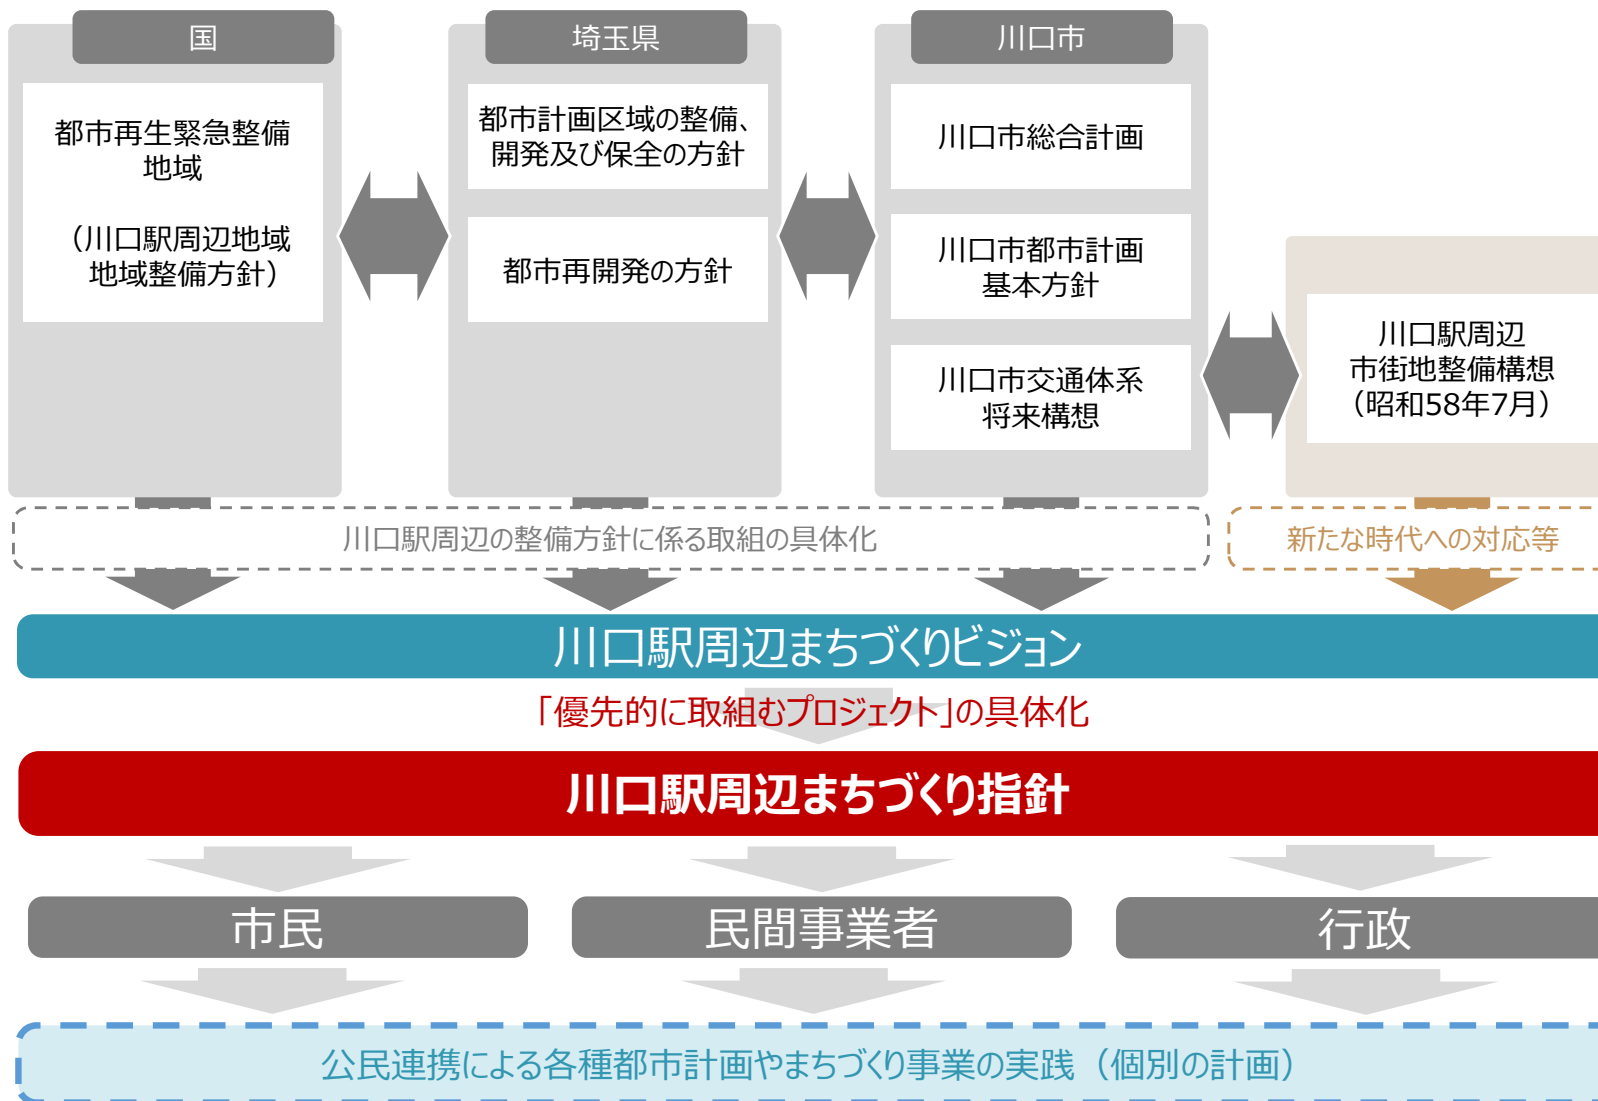 国
都市再生緊急整備
地域
（川口駅周辺地域
地域整備方針）
埼玉県
都市計画区域の整備、
開発及び保全の方針
都市再開発の方針
川口市
川口市総合計画
川口市都市計画
基本方針
川口市交通体系
将来構想
川口駅周辺
市街地整備構想
（昭和58年7月）
川口駅周辺の整備方針に係る取組の具体化
新たな時代への対応等
川口駅周辺まちづくりビジョン
「優先的に取組むプロジェクト」の具体化
川口駅周辺まちづくり指針
市民
民間事業者
行政
公民連携による各種都市計画やまちづくり事業の実践（個別の計画）